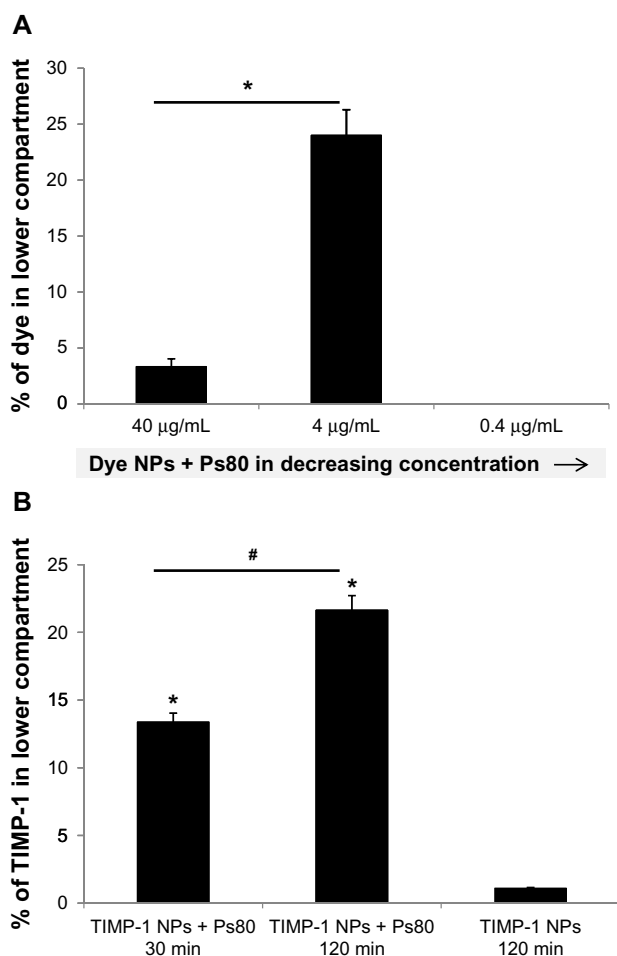 A
% of dye in lower compartment
30
25
20
15
10
5
0
*
40 μg/mL
4 μg/mL
0.4 μg/mL
Dye NPs + Ps80 in decreasing concentration →
B
% of TIMP-1 in lower compartment
25
20
15
10
5
0
#
*
*
TIMP-1 NPs + Ps80
30 min
TIMP-1 NPs + Ps80
120 min
TIMP-1 NPs
120 min